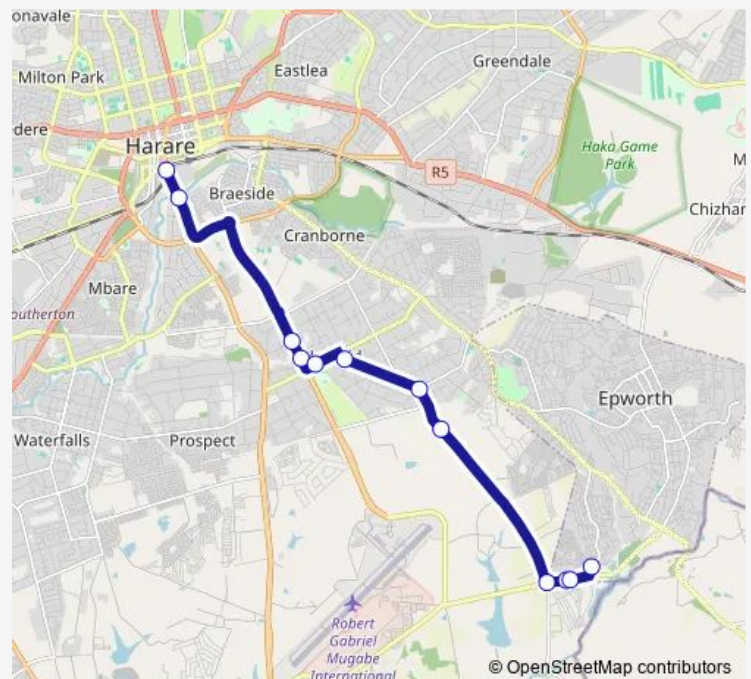 onavale
Milton Park
Eastlea
Greendale
dere
Harare
Haka Game
Park
R5
Braeside
Chizhar
Cranborne
Mbare
outherton
Epworth
Waterfalls
Prospect
Robert
Gabriel
Mugabe
International
© OpenStreetMap contributors